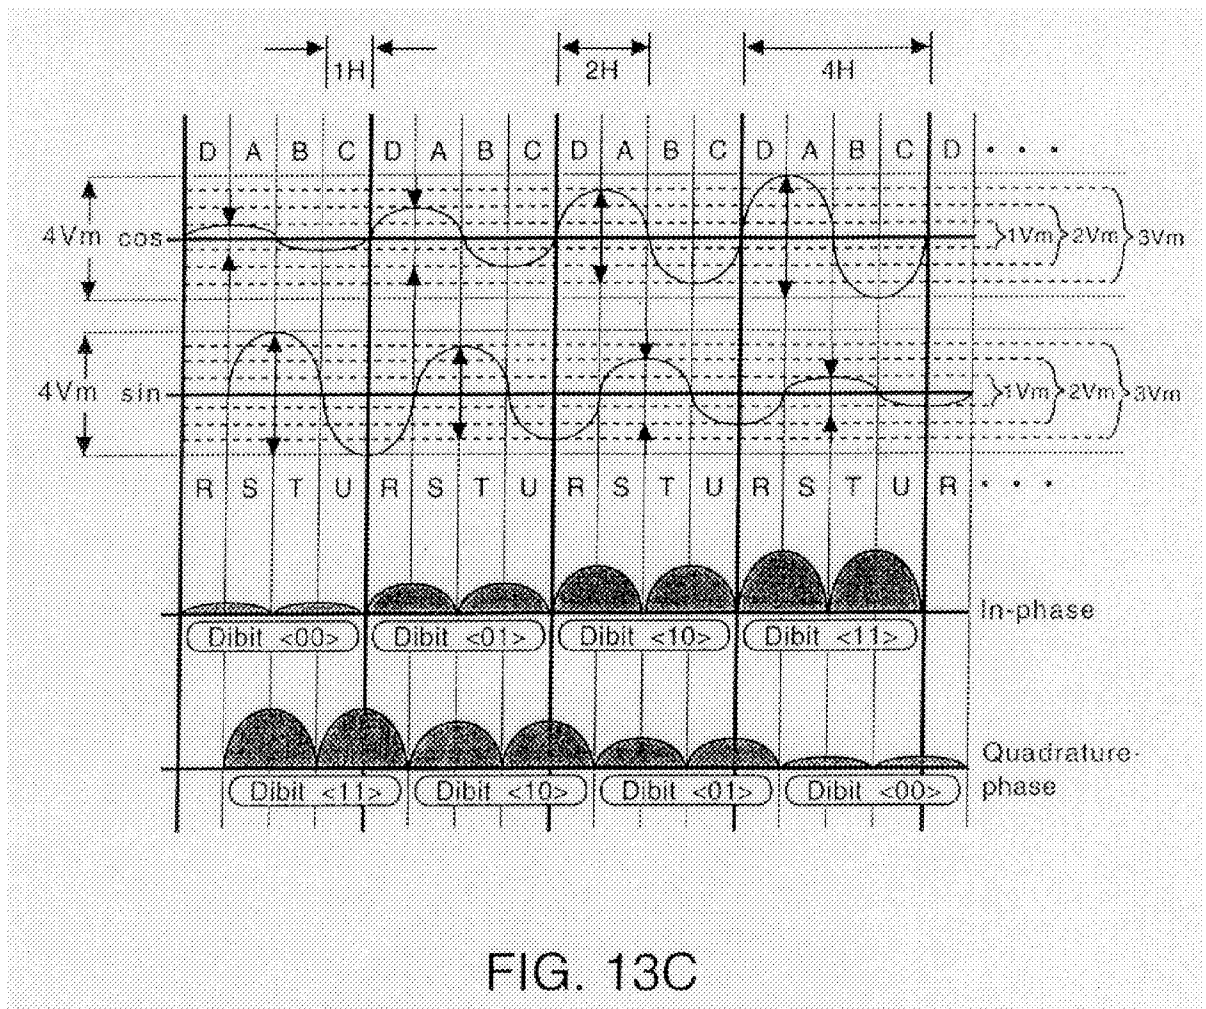 1H 2H 4H
D A B C D A B C D A B C D A B C D . . .
4Vm cos 1Vm 2Vm 3Vm
4Vm sin 1Vm 2Vm 3Vm
R S T U R S T U R S T U R S T U R . . .
In-phase
Dibit <00> Dibit <01> Dibit <10> Dibit <11>
Quadrature-
phase
Dibit <11> Dibit <10> Dibit <01> Dibit <00>
FIG. 13C